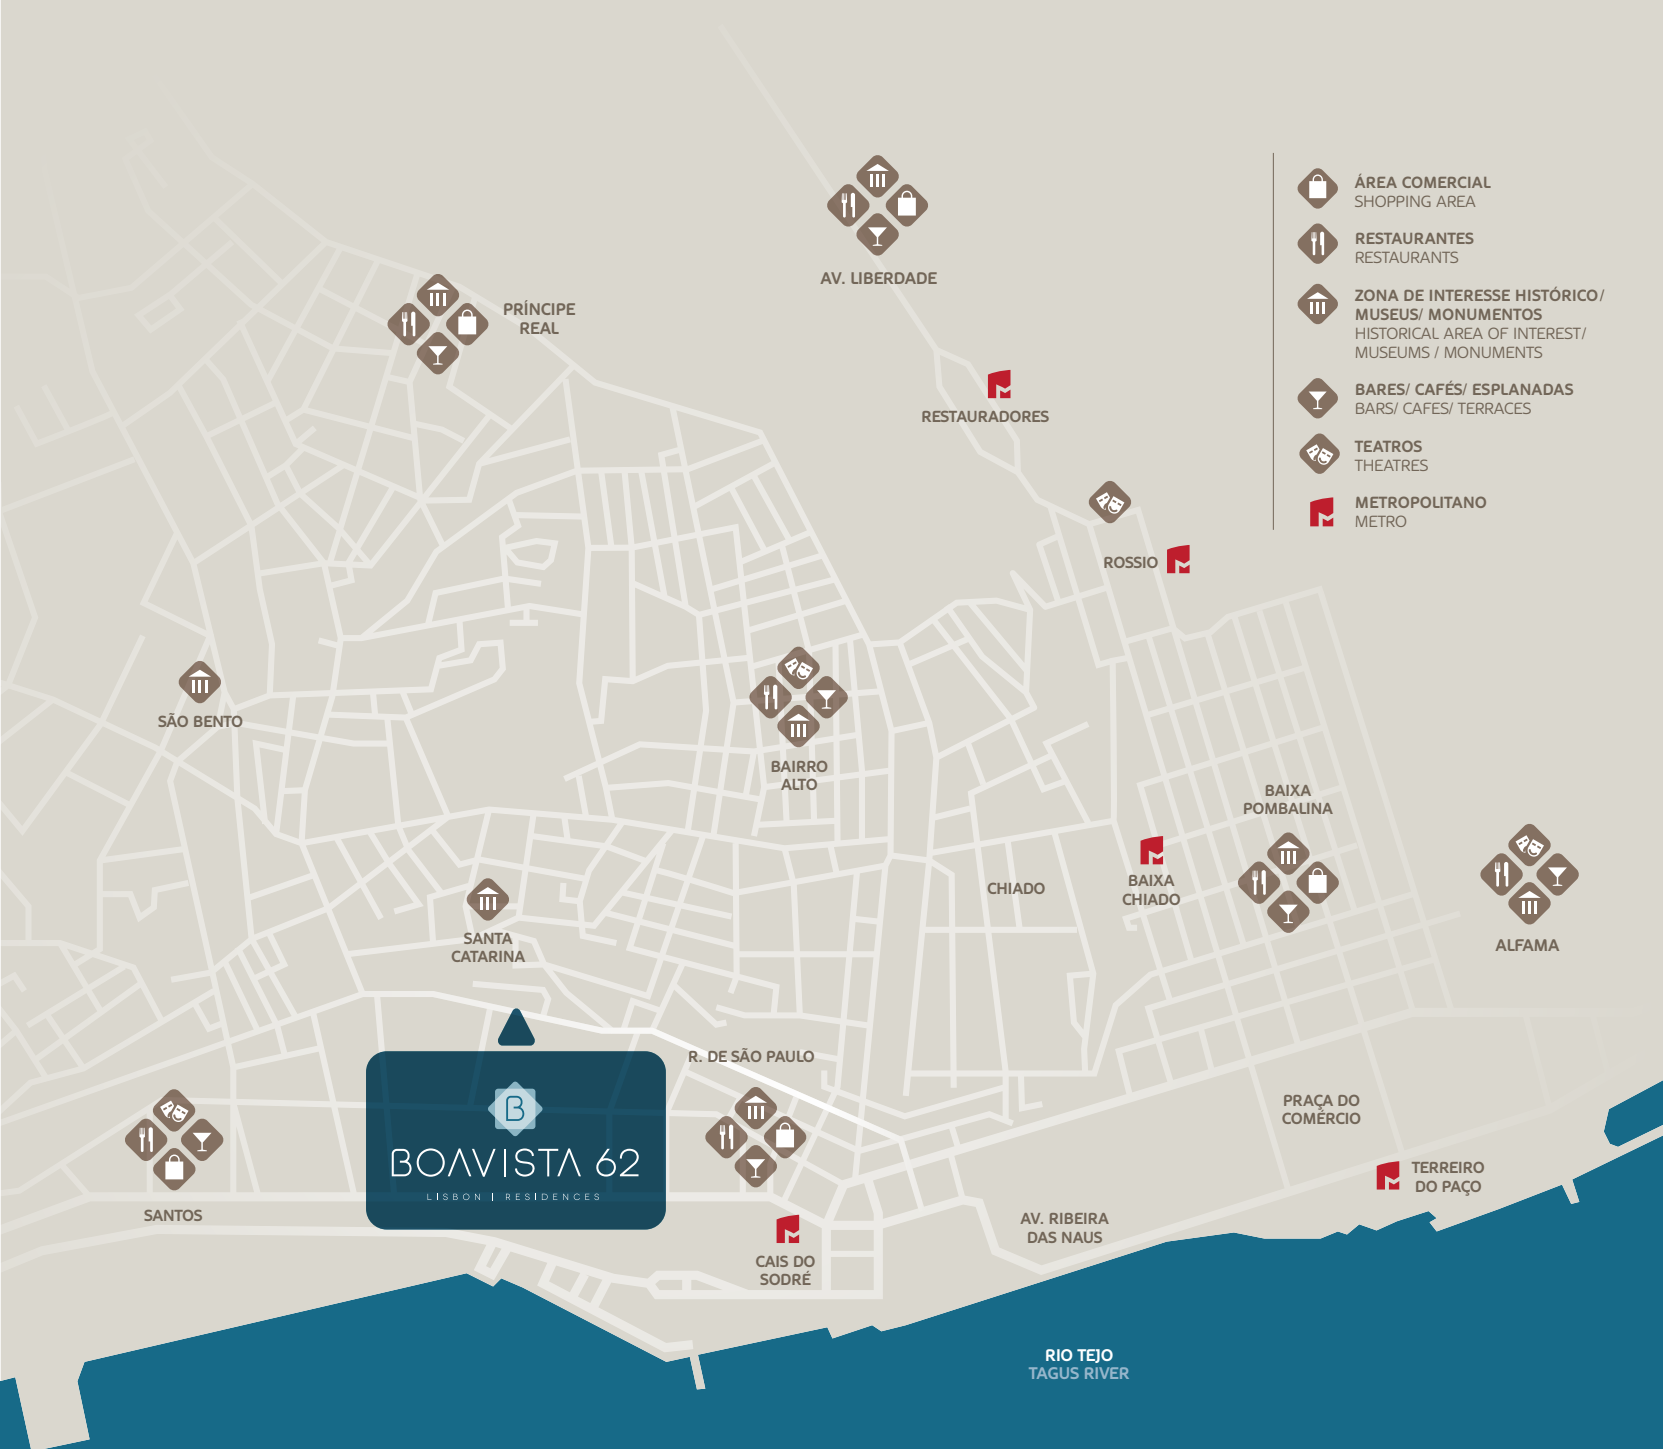 AV. LIBERDADE
PRÍNCIPE
REAL
RESTAURADORES
ROSSIO
ÁREA COMERCIAL
SHOPPING AREA
RESTAURANTES
RESTAURANTS
ZONA DE INTERESSE HISTÓRICO/
MUSEUS/ MONUMENTOS
HISTORICAL AREA OF INTEREST/
MUSEUMS / MONUMENTS
BARES/ CAFÉS/ ESPLANADAS
BARS/ CAFES/ TERRACES
TEATROS
THEATRES
METROPOLITANO
METRO
SÃO BENTO
BAIRRO
ALTO
BAIXA
POMBALINA
CHIADO
BAIXA
CHIADO
SANTA
CATARINA
ALFAMA
R. DE SÃO PAULO
PRAÇA DO
COMÉRCIO
B
BOAVISTA 62
LISBON | RESIDENCES
SANTOS
TERREIRO
DO PAÇO
AV. RIBEIRA
DAS NAUS
CAIS DO
SODRÉ
RIO TEJO
TAGUS RIVER